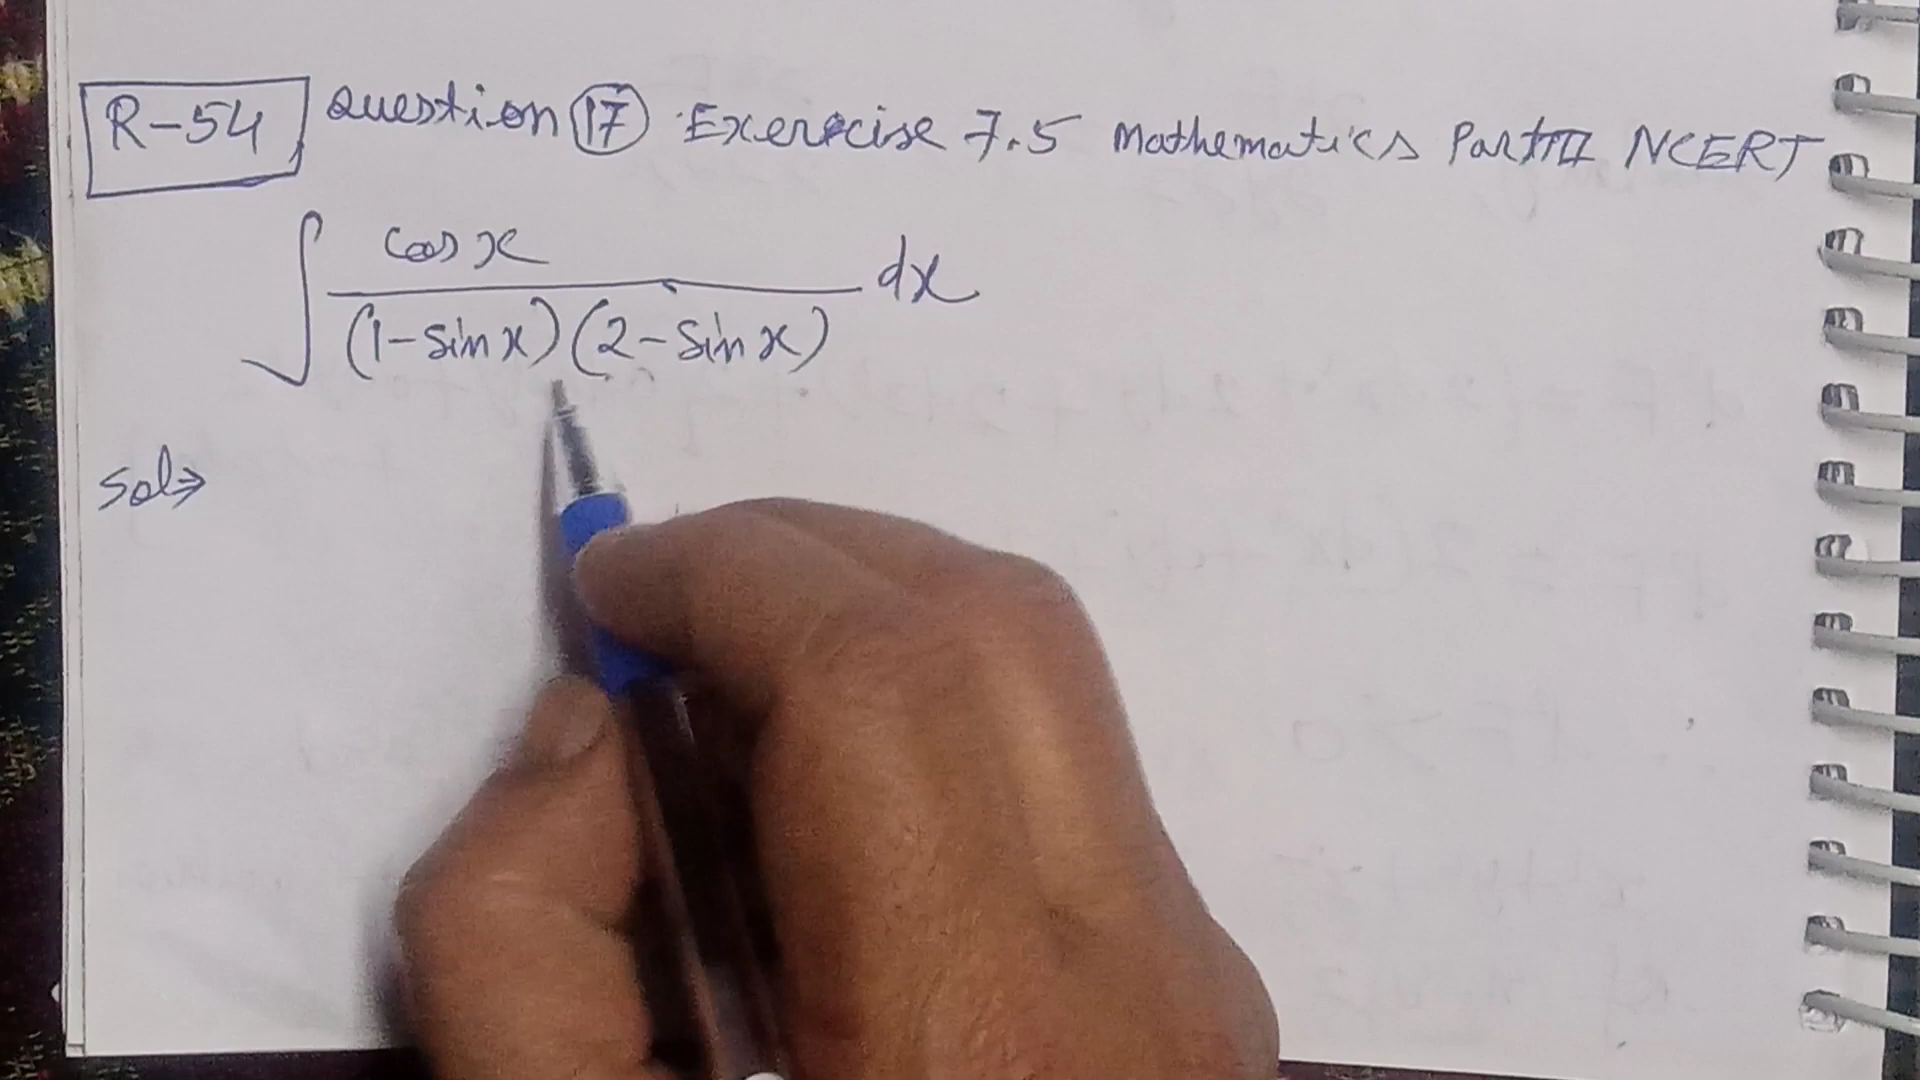 R-54 Question 17 Exercise 7.5 Mathematics Part II NCERT
∫ cos x / (1-sin x)(2-sin x) dx
Sol⇒